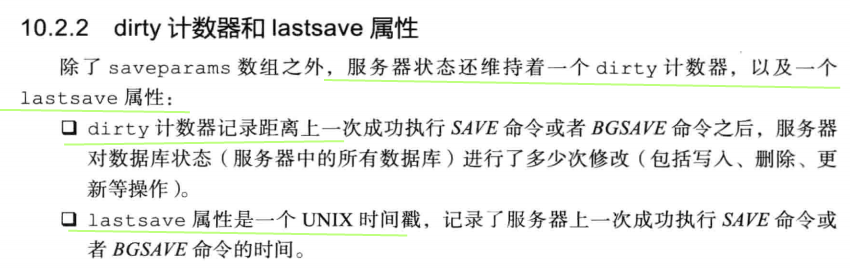 10.2.2 dirty 计数器和 lastsave 属性
除了 saveparams 数组之外，服务器状态还维持着一个 dirty 计数器，以及一个
lastsave 属性：
❑ dirty 计数器记录距离上一次成功执行 SAVE 命令或者 BGSAVE 命令之后，服务器
对数据库状态（服务器中的所有数据库）进行了多少次修改（包括写入、删除、更
新等操作）。
❑ lastsave 属性是一个 UNIX 时间戳，记录了服务器上一次成功执行 SAVE 命令或
者 BGSAVE 命令的时间。